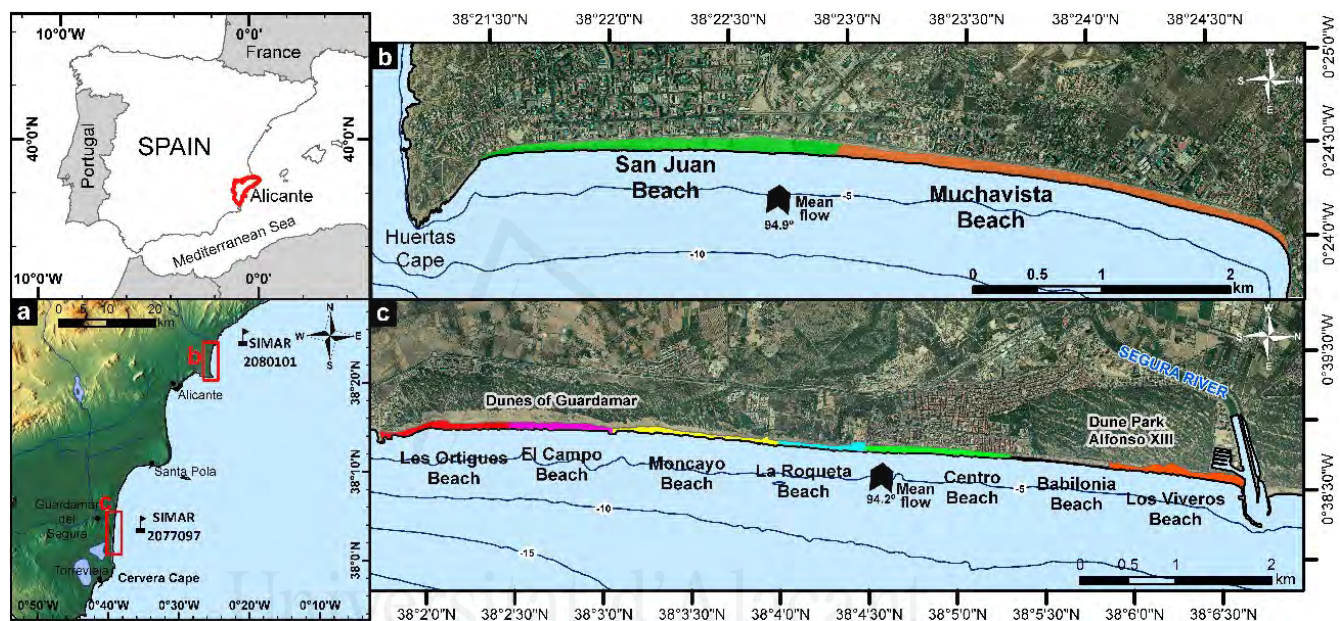 10°0'W
0°0'
France
40°0'N
Portugal
SPAIN
Alicante
Mediterranean Sea
40°0'N
10°0'W
0°0'
a
0 5 10 20
km
N
W
E
S
SIMAR
2080101
b
Alicante
38°20'N
Santa Pola
38°10'N
c
Guardamar
del
Segura
SIMAR
2077097
Torrevieja
Cervera Cape
38°0'N
0°50'W 0°40'W 0°30'W 0°20'W 0°10'W
38°21'30"N 38°22'0"N 38°22'30"N 38°23'0"N 38°23'30"N 38°24'0"N 38°24'30"N
b
W
S
N
E
0°25'0"W
0°24'30"W
0°24'0"W
San Juan
Beach
Mean
flow
94.9°
-5
Muchavista
Beach
Huertas
Cape
-10
0 0.5 1 2
km
c
W
S
N
E
0°39'30"W
0°38'30"W
SEGURA RIVER
Dunes of Guardamar
Dune Park
Alfonso XIII
Les Ortigues
Beach
El Campo
Beach
Moncayo
Beach
La Roqueta
Beach
Mean
flow
94.2°
Centro
Beach
-5
Babilonia
Beach
Los Viveros
Beach
-10
-15
0 0.5 1 2
km
38°2'0"N 38°2'30"N 38°3'0"N 38°3'30"N 38°4'0"N 38°4'30"N 38°5'0"N 38°5'30"N 38°6'0"N 38°6'30"N
Universitat d'Alacant